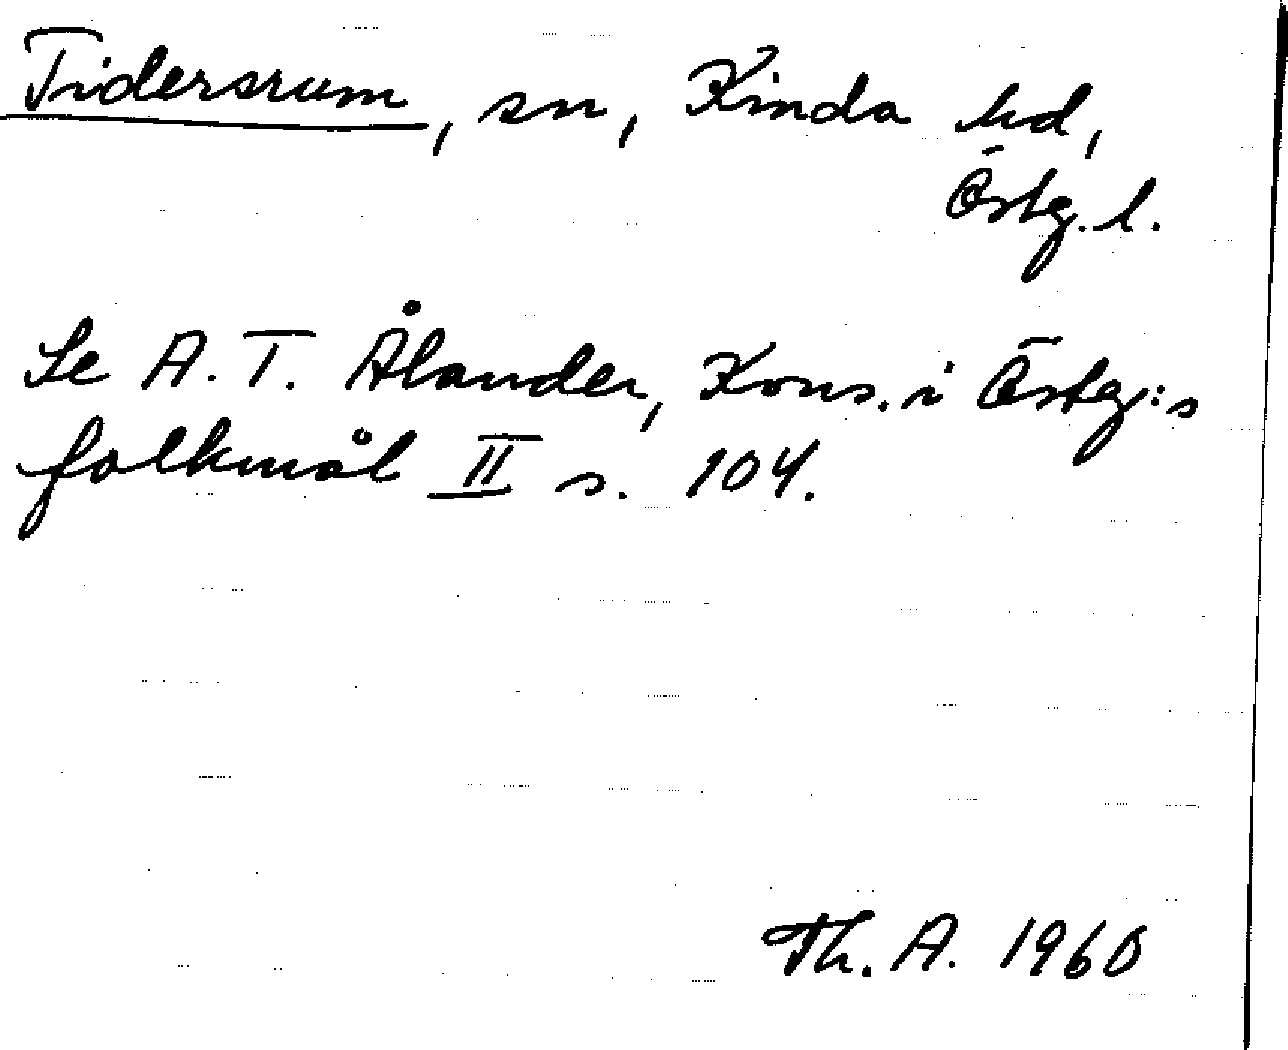 Tidersrum, sn, Kinda hd,
Östg. l.
Se A. T. Ålander, Kons. i Östg:s
folkmål II s. 104.
Th. A. 1960